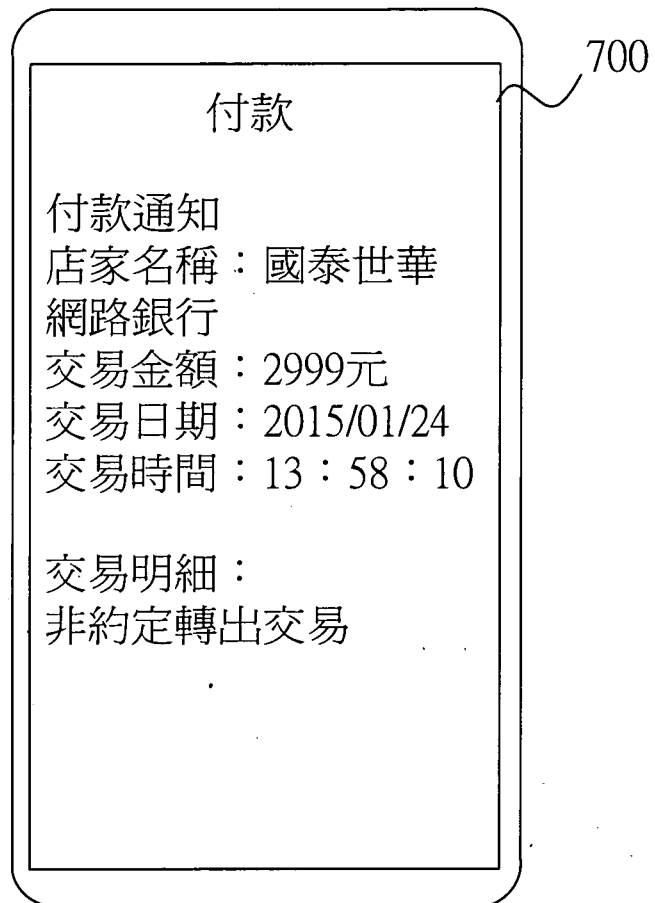 700
付款
付款通知
店家名稱：國泰世華
網路銀行
交易金額：2999元
交易日期：2015/01/24
交易時間：13：58：10
交易明細：
非約定轉出交易